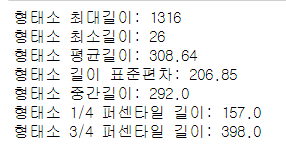 형태소 최대길이: 1316
형태소 최소길이: 26
형태소 평균길이: 308.64
형태소 길이 표준편차: 206.85
형태소 중간길이: 292.0
형태소 1/4 퍼센타일 길이: 157.0
형태소 3/4 퍼센타일 길이: 398.0